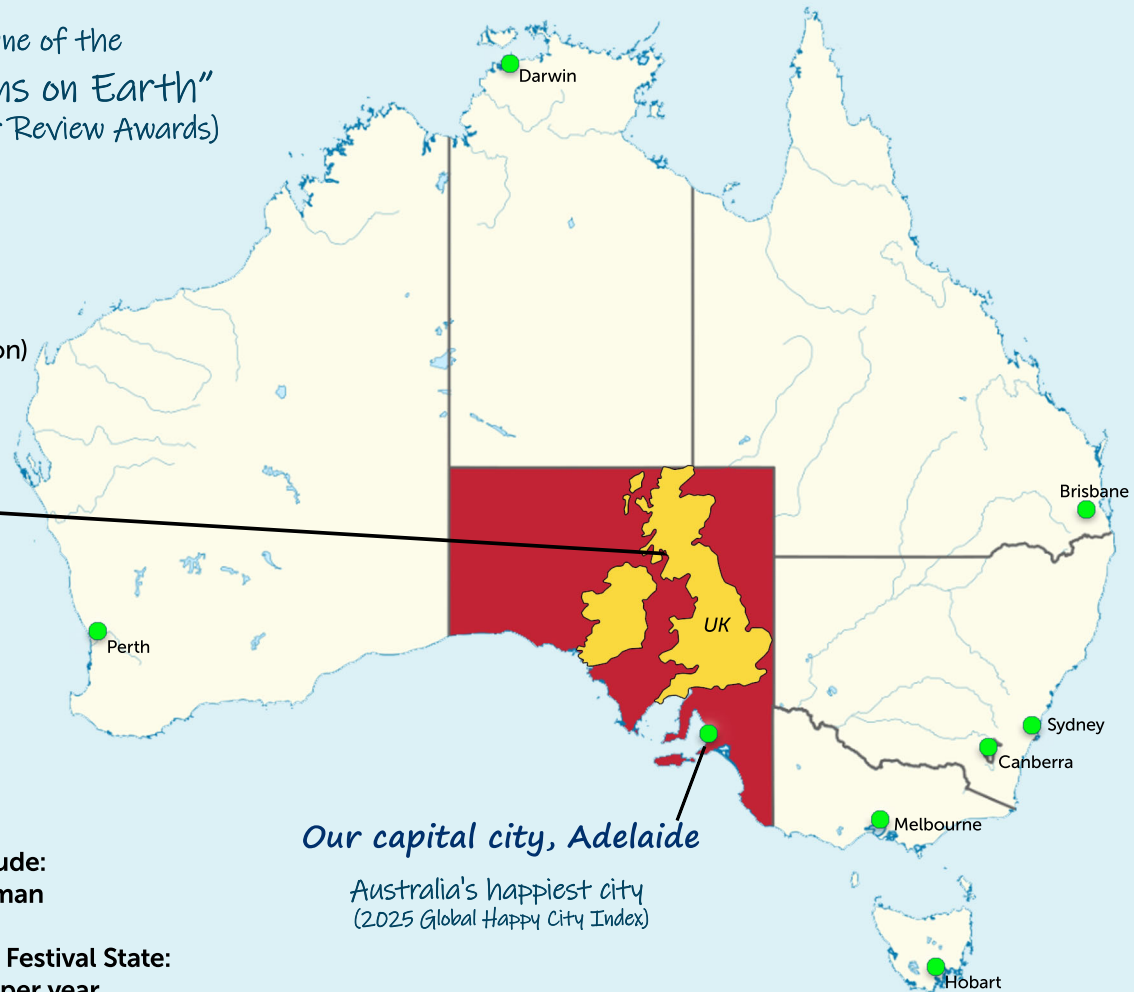 ne of the
ns on Earth”
Review Awards)
Darwin
on)
Brisbane
UK
Perth
Sydney
Canberra
Melbourne
Our capital city, Adelaide
Australia's happiest city
(2025 Global Happy City Index)
ude:
man
Festival State:
per year
Hobart